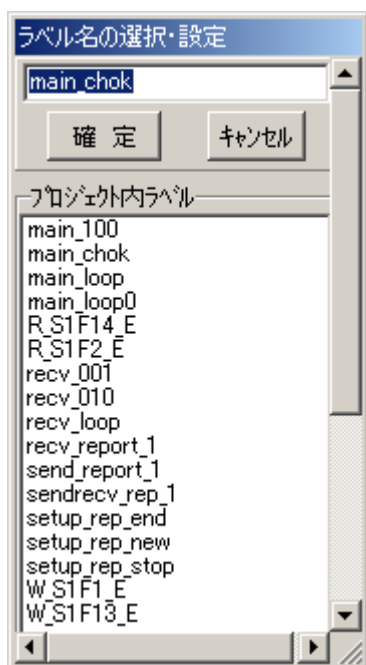 ラベル名の選択・設定
main_chok
確 定 ｷｬﾝｾﾙ
ﾌﾟﾛｼﾞｪｸﾄ内ﾗﾍﾞﾙ
main_100
main_chok
main_loop
main_loop0
R_S1F14_E
R_S1F2_E
recv_001
recv_010
recv_loop
recv_report_1
send_report_1
sendrecv_rep_1
setup_rep_end
setup_rep_new
setup_rep_stop
W_S1F1_E
W_S1F13_E